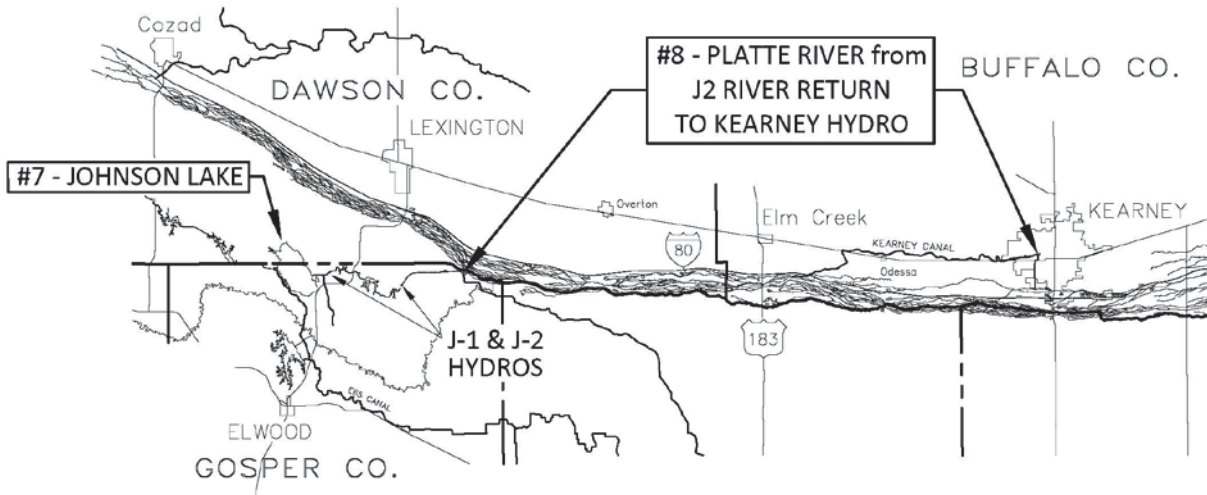 Cozad
DAWSON CO.
LEXINGTON
#8 - PLATTE RIVER from
J2 RIVER RETURN
TO KEARNEY HYDRO
BUFFALO CO.
#7 - JOHNSON LAKE
Overton
Elm Creek
KEARNEY
80
KEARNEY CANAL
Odessa
J-1 & J-2
HYDROS
183
E65 CANAL
ELWOOD
GOSPER CO.